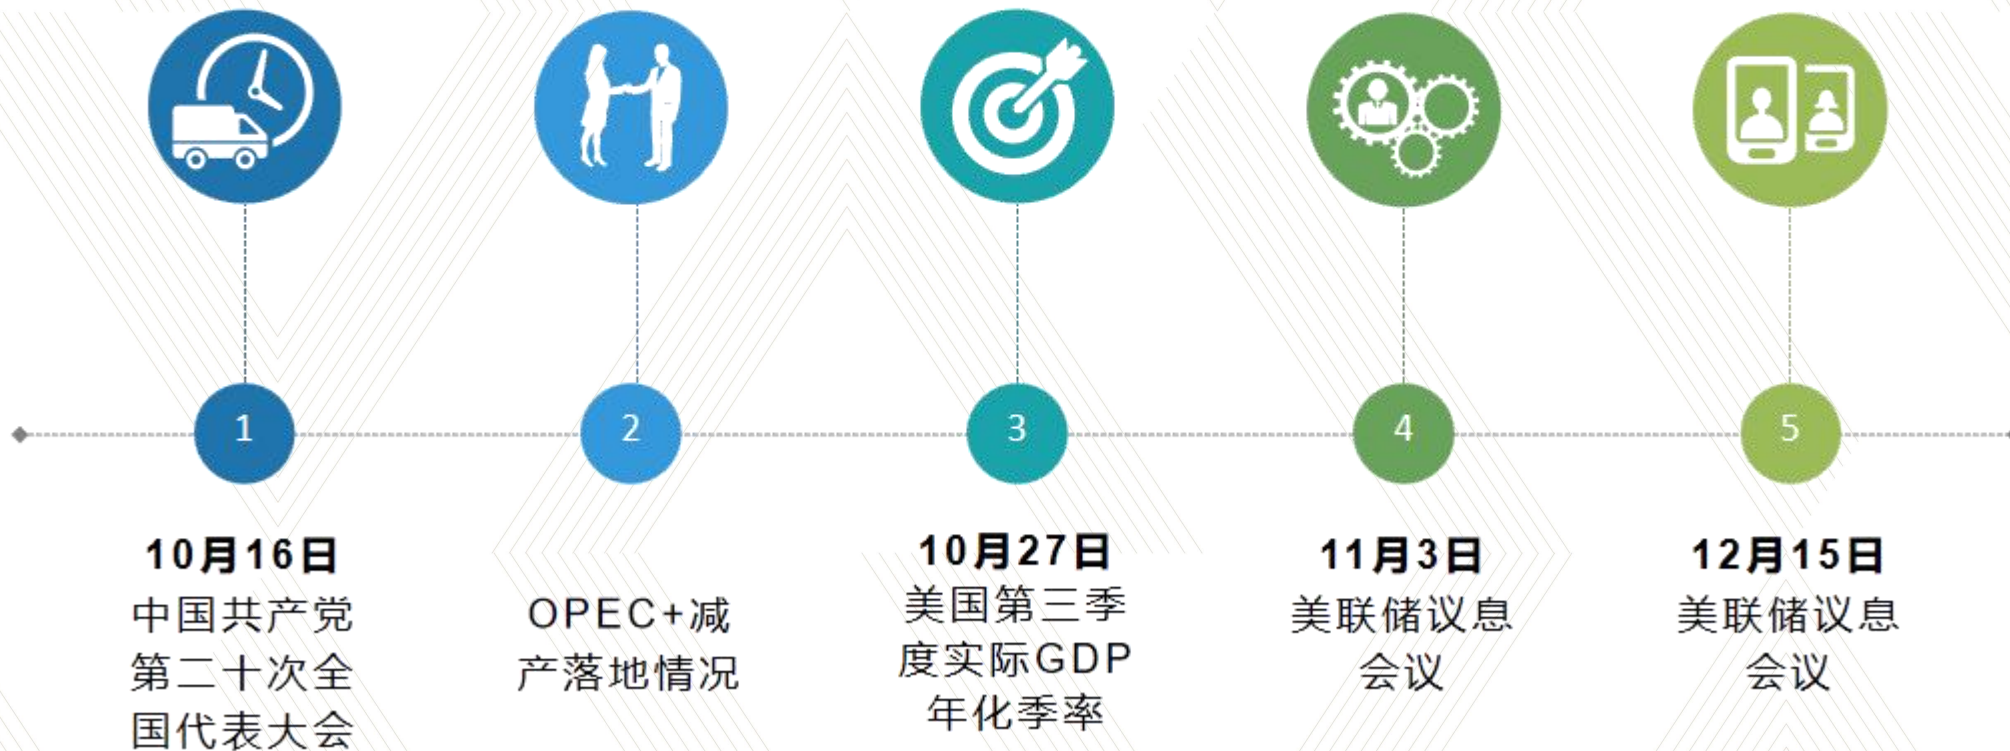 1
2
3
4
5
10月16日
中国共产党
第二十次全
国代表大会
OPEC+减
产落地情况
10月27日
美国第三季
度实际GDP
年化季率
11月3日
美联储议息
会议
12月15日
美联储议息
会议